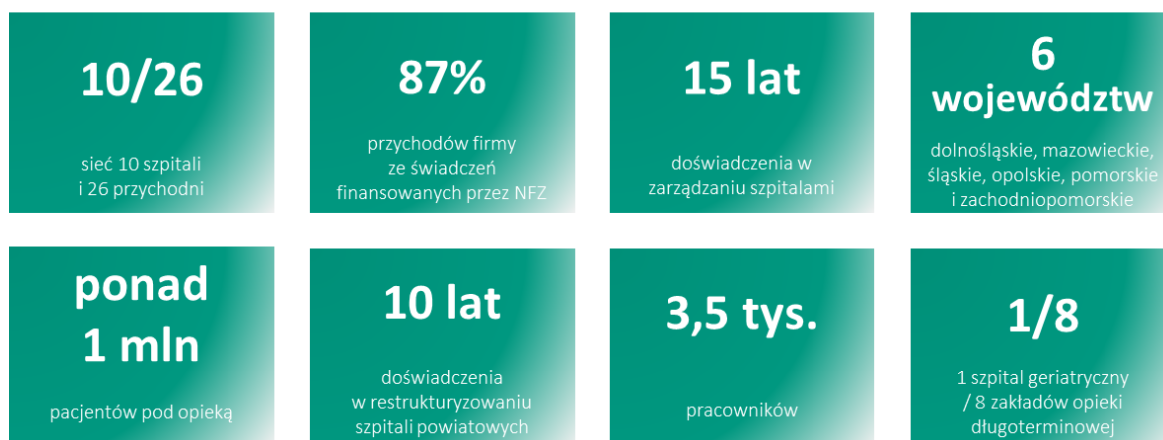 10/26
sieć 10 szpitali
i 26 przychodni
87%
przychodów firmy
ze świadczeń
finansowanych przez NFZ
15 lat
doświadczenia w
zarządzaniu szpitalami
6
województw
dolnośląskie, mazowieckie,
śląskie, opolskie, pomorskie
i zachodniopomorskie
ponad
1 mln
pacjentów pod opieką
10 lat
doświadczenia
w restrukturyzowaniu
szpitali powiatowych
3,5 tys.
pracowników
1/8
1 szpital geriatryczny
/ 8 zakładów opieki
długoterminowej